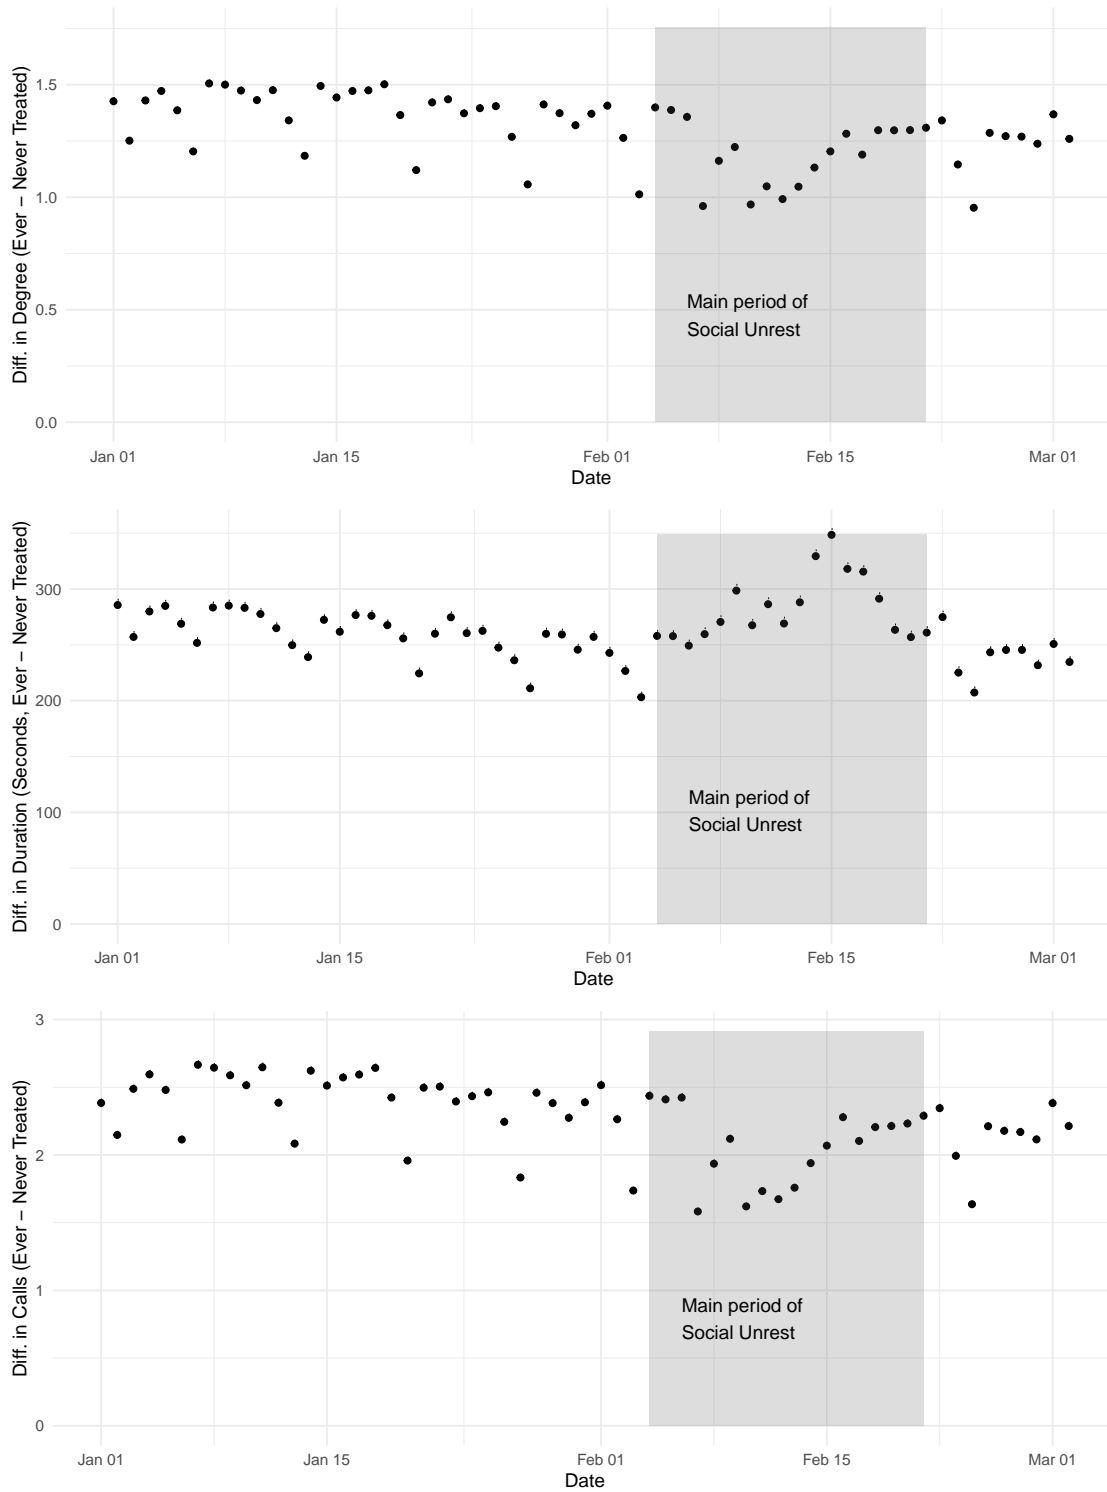 Diff. in Degree (Ever − Never Treated)
1.5
1.0
0.5
0.0
Main period of
Social Unrest
Jan 01 Jan 15 Feb 01 Feb 15 Mar 01
Date
Diff. in Duration (Seconds, Ever − Never Treated)
300
200
100
0
Main period of
Social Unrest
Jan 01 Jan 15 Feb 01 Feb 15 Mar 01
Date
Diff. in Calls (Ever − Never Treated)
3
2
1
0
Main period of
Social Unrest
Jan 01 Jan 15 Feb 01 Feb 15 Mar 01
Date